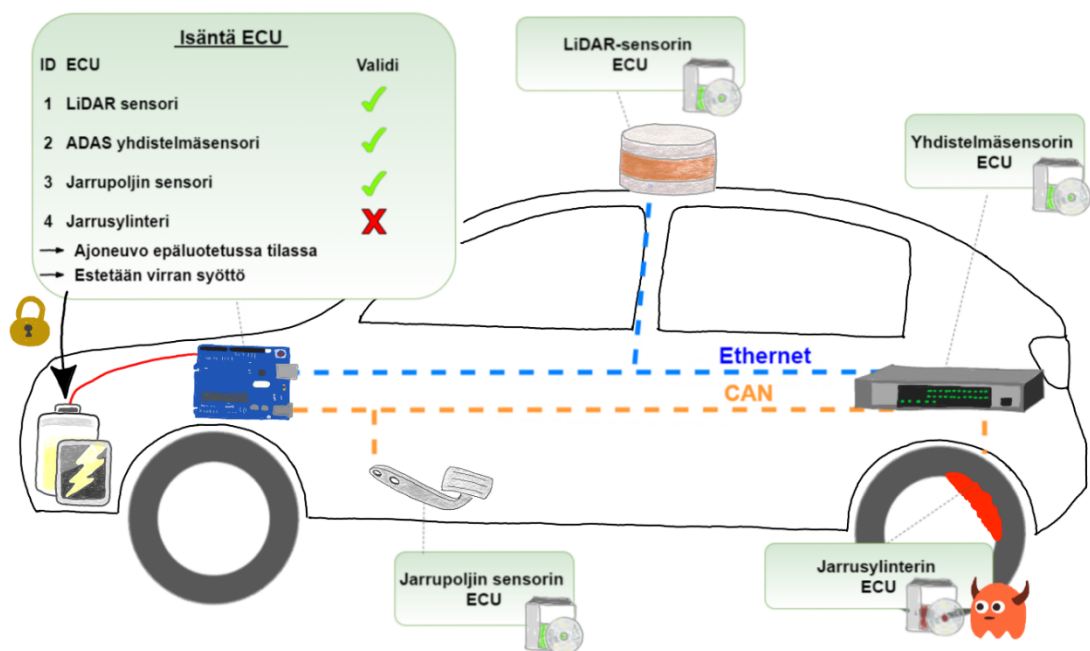 Isäntä ECU
ID ECU Validi
1 LiDAR sensori
2 ADAS yhdistelmäsensori
3 Jarrupoljin sensori
4 Jarrusylinteri X
→ Ajoneuvo epäluotetussa tilassa
→ Estetään virran syöttö
LiDAR-sensorin
ECU
Yhdistelmäsensorin
ECU
Ethernet
CAN
Jarrupoljin sensorin
ECU
Jarrusylinterin
ECU